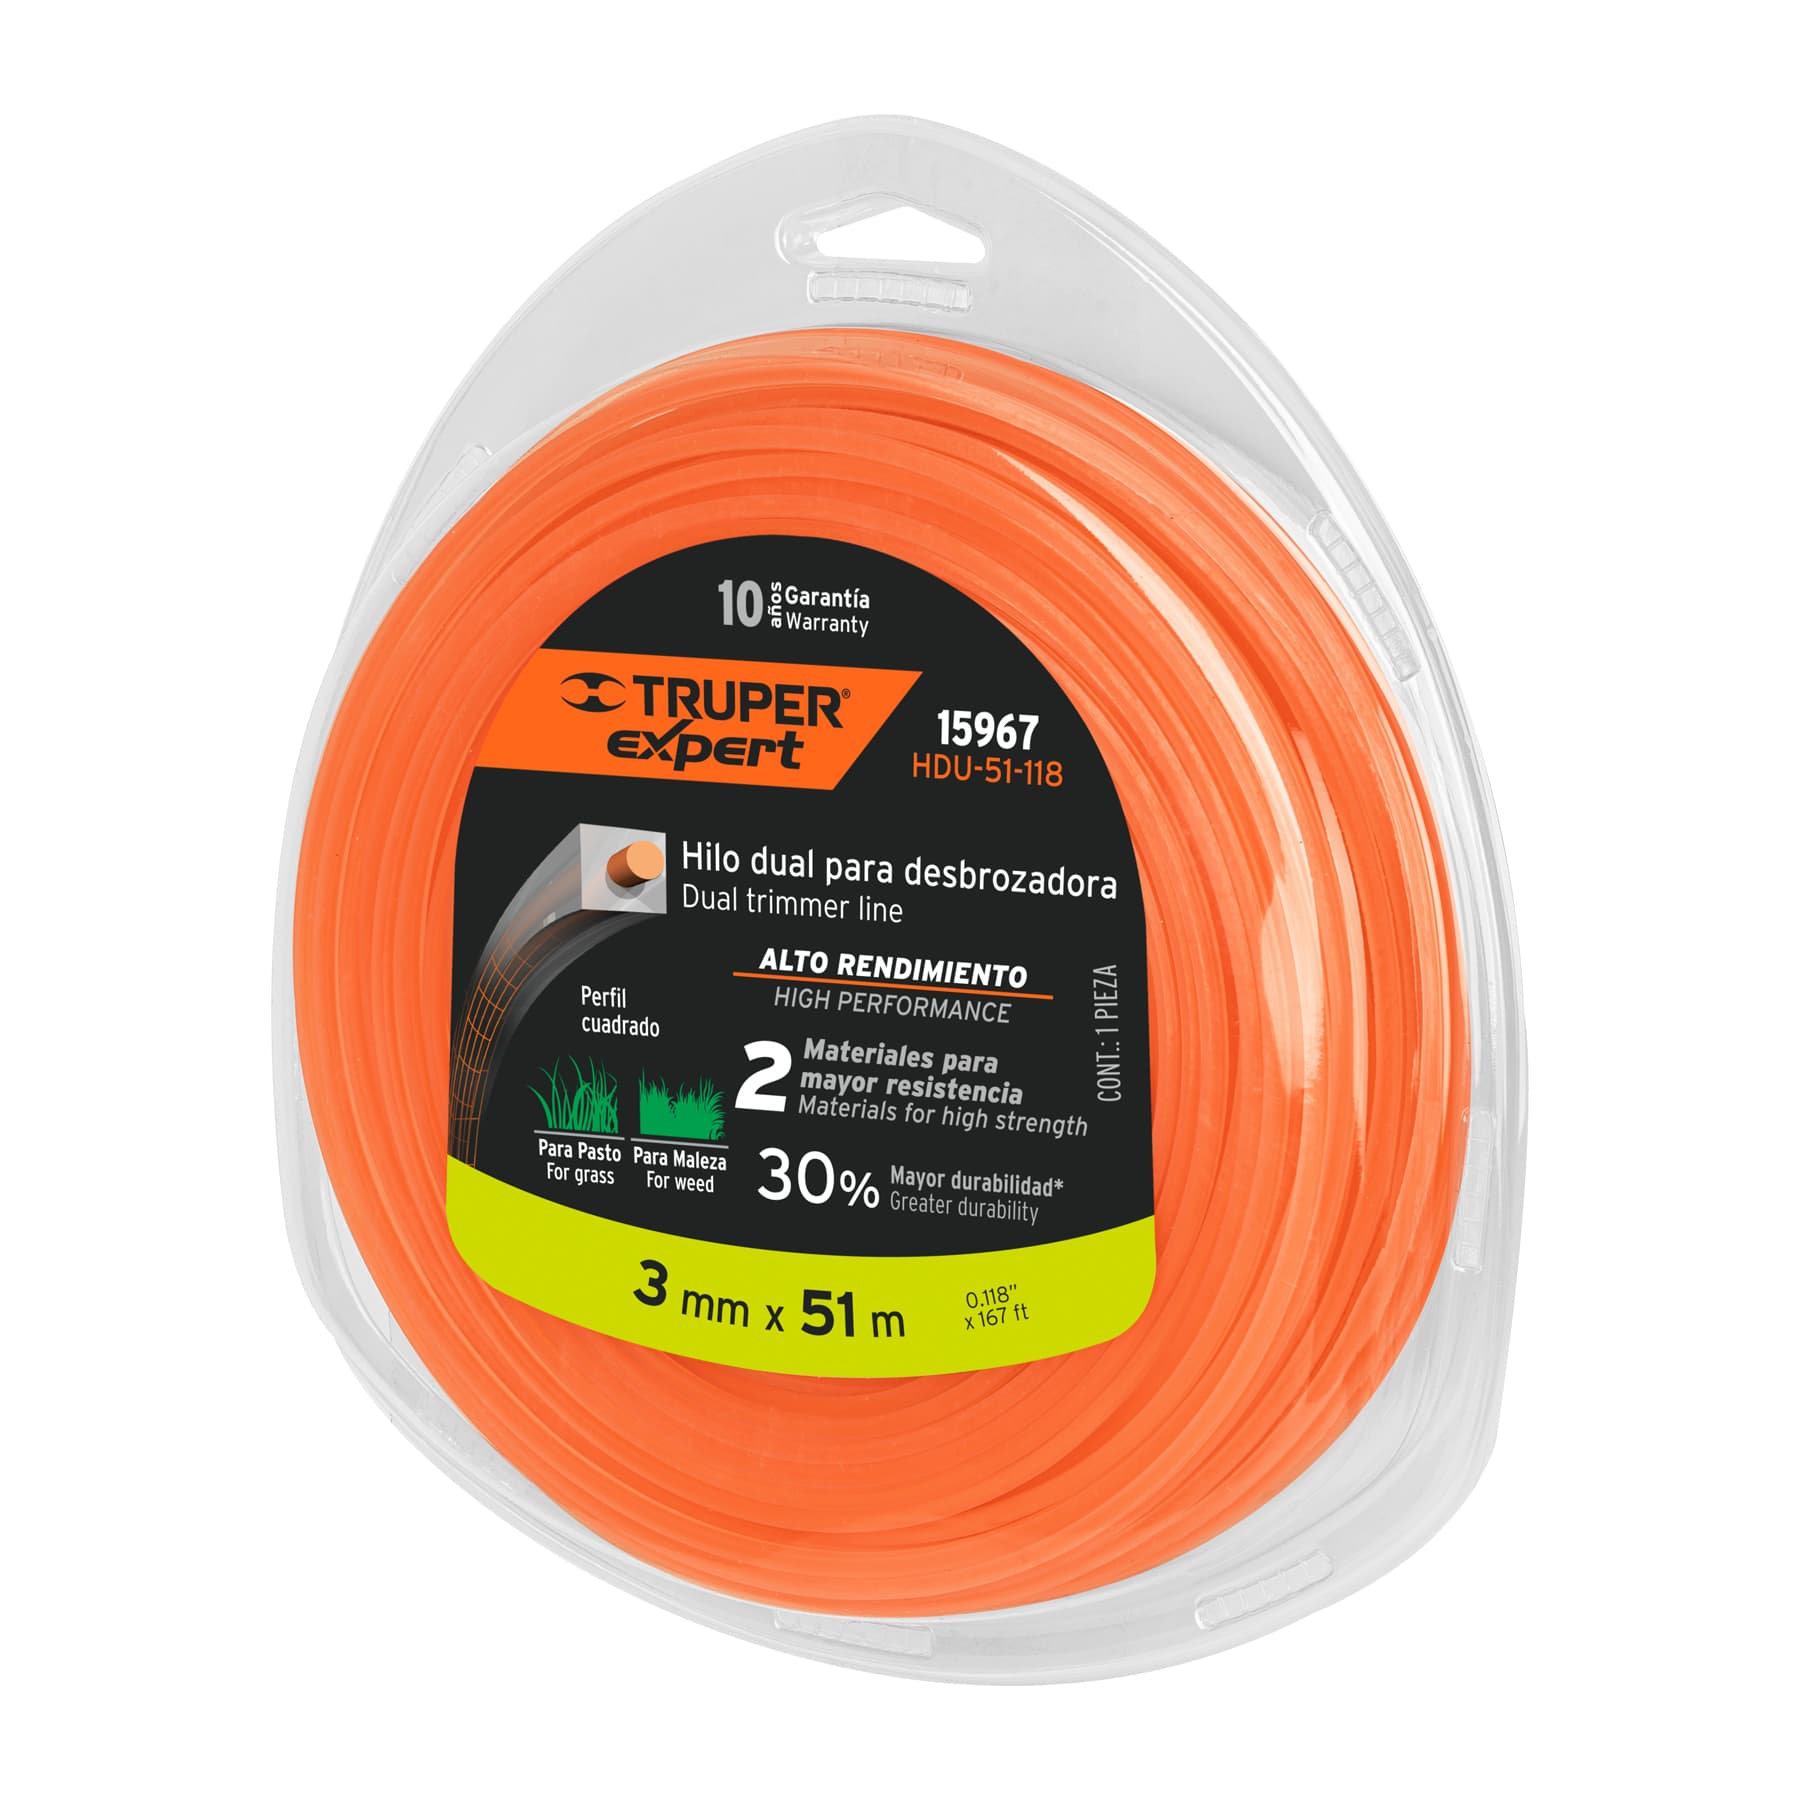 10 años Garantía
Warranty
TRUPER®
expert
15967
HDU-51-118
Hilo dual para desbrozadora
Dual trimmer line
ALTO RENDIMIENTO
HIGH PERFORMANCE
Perfil
cuadrado
2 Materiales para
mayor resistencia
Materials for high strength
CONT.: 1 PIEZA
Para Pasto
For grass
Para Maleza
For weed
30% Mayor durabilidad*
Greater durability
3 mm x 51 m
0.118"
x 167 ft